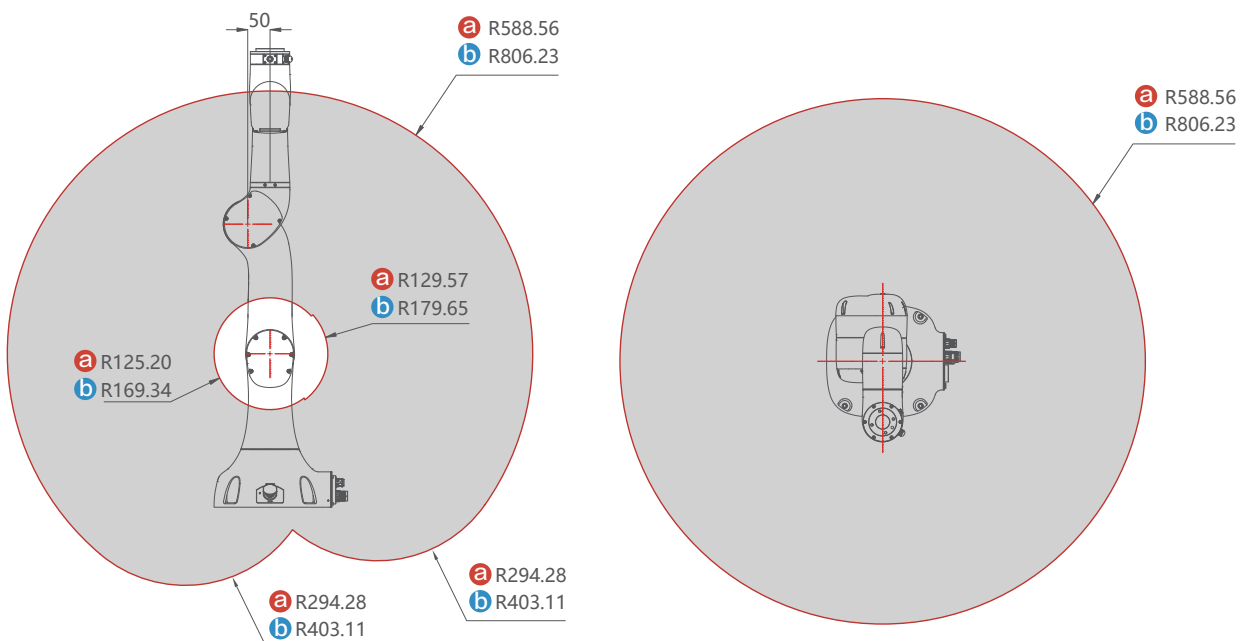 50
a R588.56
b R806.23
a R588.56
b R806.23
a R129.57
b R179.65
a R125.20
b R169.34
a R294.28
b R403.11
a R294.28
b R403.11